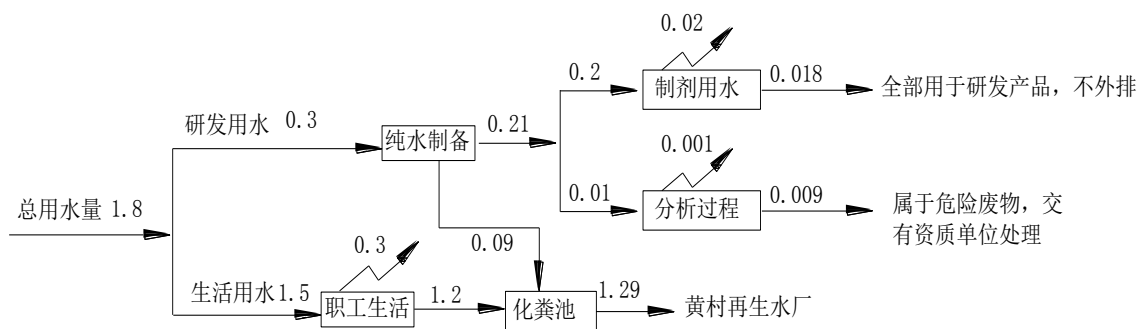 0.02
0.2
制剂用水
0.018
全部用于研发产品，不外排
研发用水 0.3
纯水制备
0.21
0.001
0.01
分析过程
0.009
属于危险废物，交
有资质单位处理
总用水量 1.8
0.3
0.09
生活用水1.5
职工生活
1.2
化粪池
1.29
黄村再生水厂